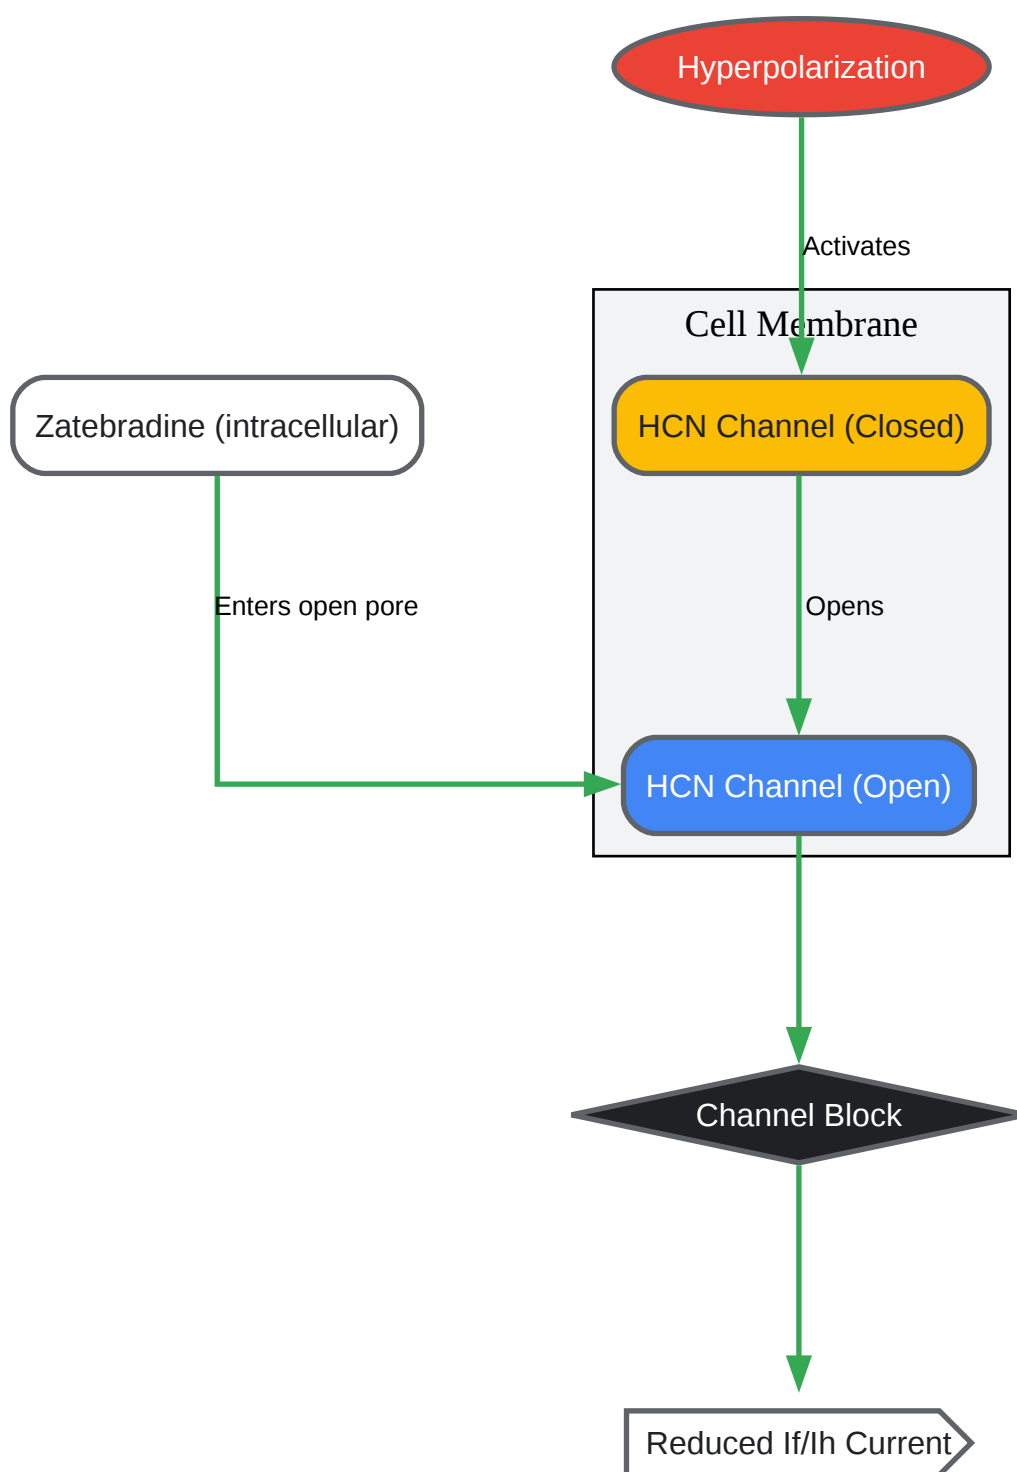 Hyperpolarization
Activates
Cell Membrane
Zatebradine (intracellular)
HCN Channel (Closed)
Enters open pore
Opens
HCN Channel (Open)
Channel Block
Reduced If/Ih Current